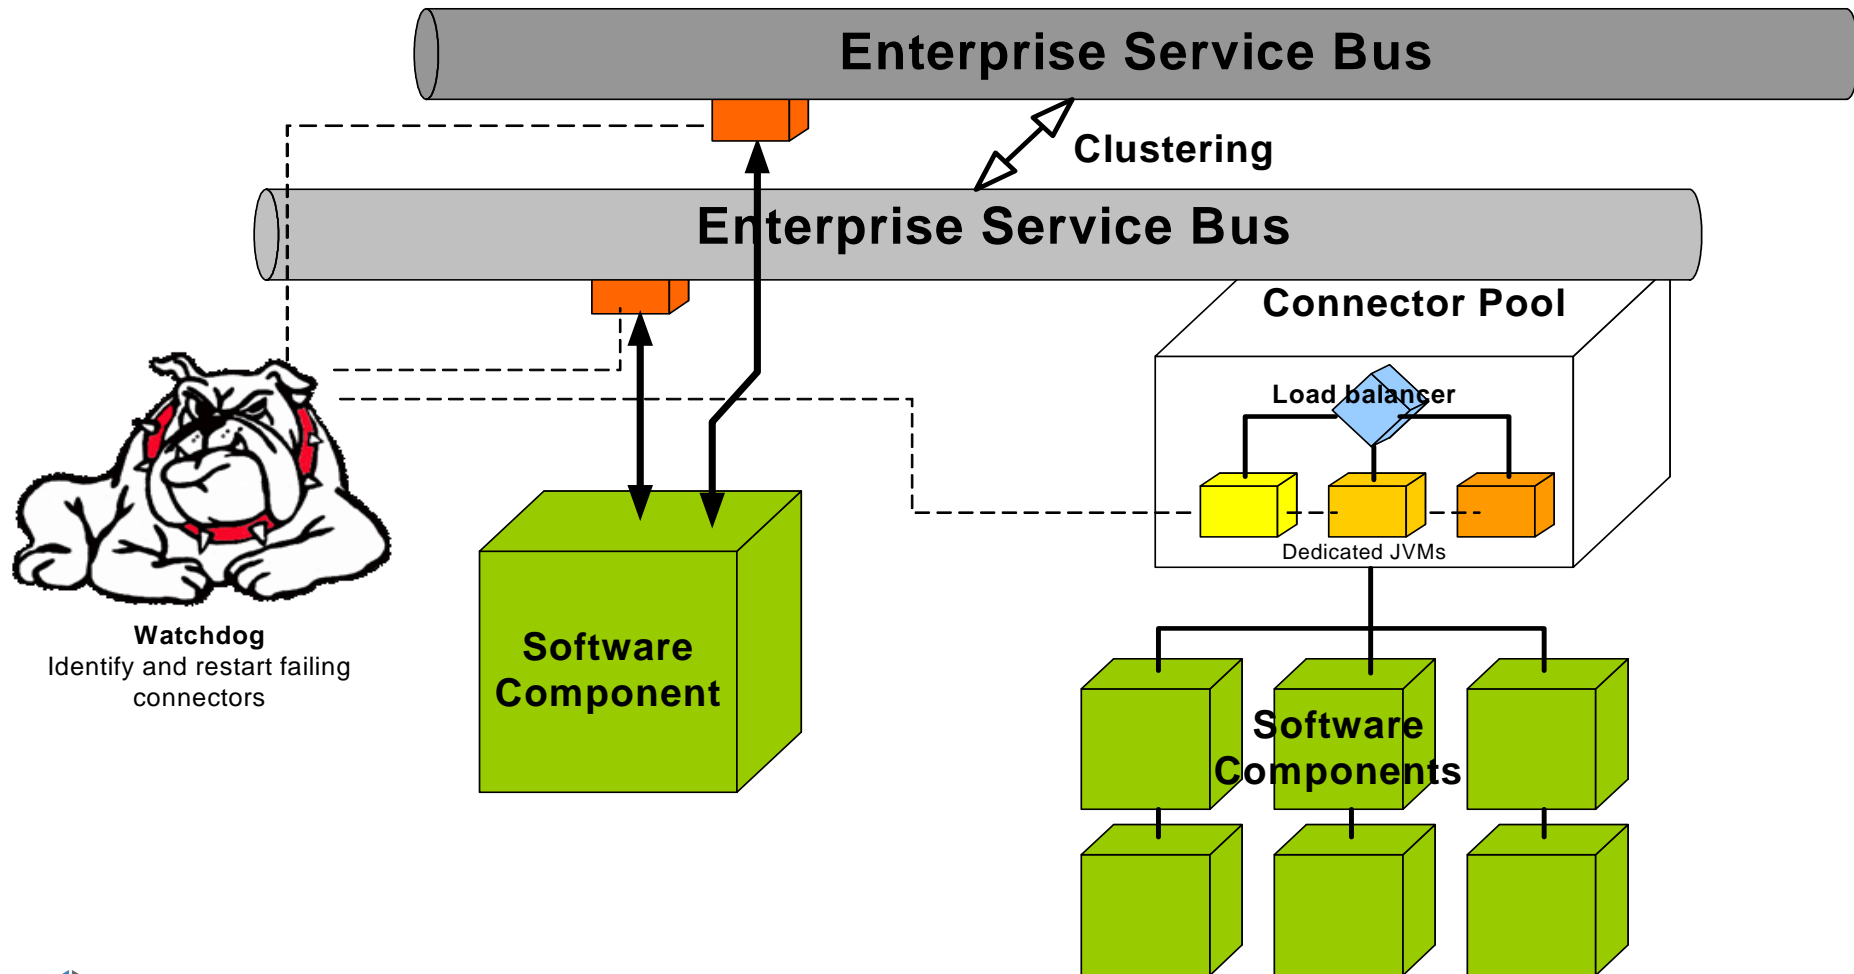 Enterprise Service Bus
Clustering
Enterprise Service Bus
Connector Pool
Load balancer
Dedicated JVMs
Watchdog
Identify and restart failing
connectors
Software
Component
Software
Components